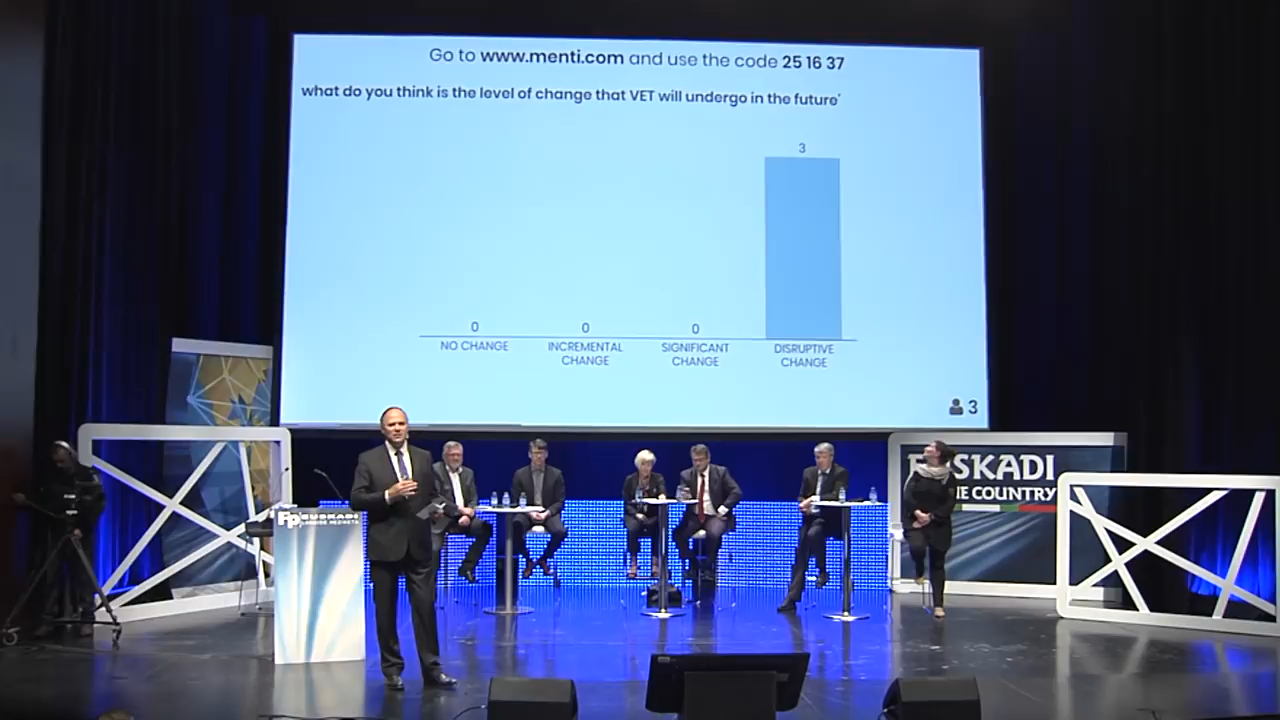 Go to www.menti.com and use the code 25 16 37
what do you think is the level of change that VET will undergo in the future'
3
0
0
0
NO CHANGE
INCREMENTAL
CHANGE
SIGNIFICANT
CHANGE
DISRUPTIVE
CHANGE
3
SKADI
COUNTRY
EUSKADI